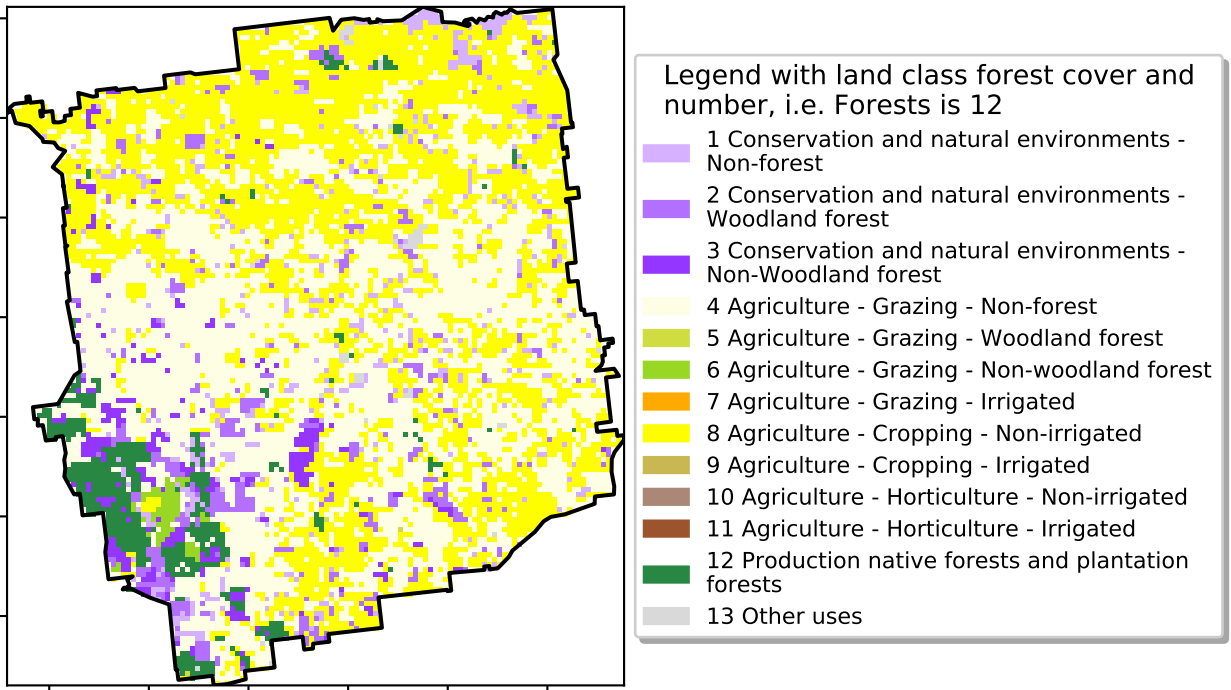 Legend with land class forest cover and
number, i.e. Forests is 12
1 Conservation and natural environments -
Non-forest
2 Conservation and natural environments -
Woodland forest
3 Conservation and natural environments -
Non-Woodland forest
4 Agriculture - Grazing - Non-forest
5 Agriculture - Grazing - Woodland forest
6 Agriculture - Grazing - Non-woodland forest
7 Agriculture - Grazing - Irrigated
8 Agriculture - Cropping - Non-irrigated
9 Agriculture - Cropping - Irrigated
10 Agriculture - Horticulture - Non-irrigated
11 Agriculture - Horticulture - Irrigated
12 Production native forests and plantation
forests
13 Other uses